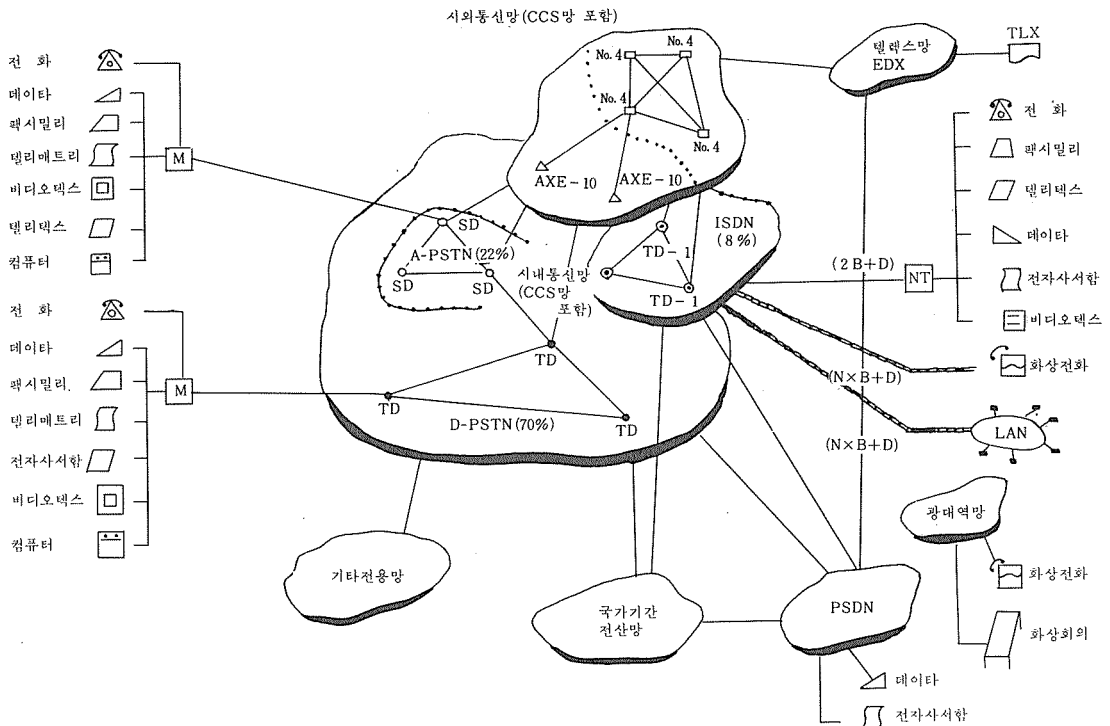 시외통신망(CCS망 포함)
전 화
데이타
팩시밀리
텔리매트리
비디오텍스
텔리텍스
컴퓨터
M
전 화
데이타
팩시밀리.
텔리매트리
전자사서함
비디오텍스
컴퓨터
M
No. 4
No. 4
No. 4
No. 4
AXE-10
AXE-10
SD
A-PSTN(22%)
SD
SD
시내통신망
(CCS망
포함)
ISDN
(8%)
TD-1
TD-1
TD
TD
TD
D-PSTN(70%)
텔렉스망
EDX
TLX
전 화
팩시밀리
텔리텍스
데이타
전자사서함
비디오텍스
NT
(2B+D)
화상전화
(N×B+D)
LAN
(N×B+D)
광대역망
화상전화
화상회의
기타전용망
국가기간
전산망
PSDN
데이타
전자사서함